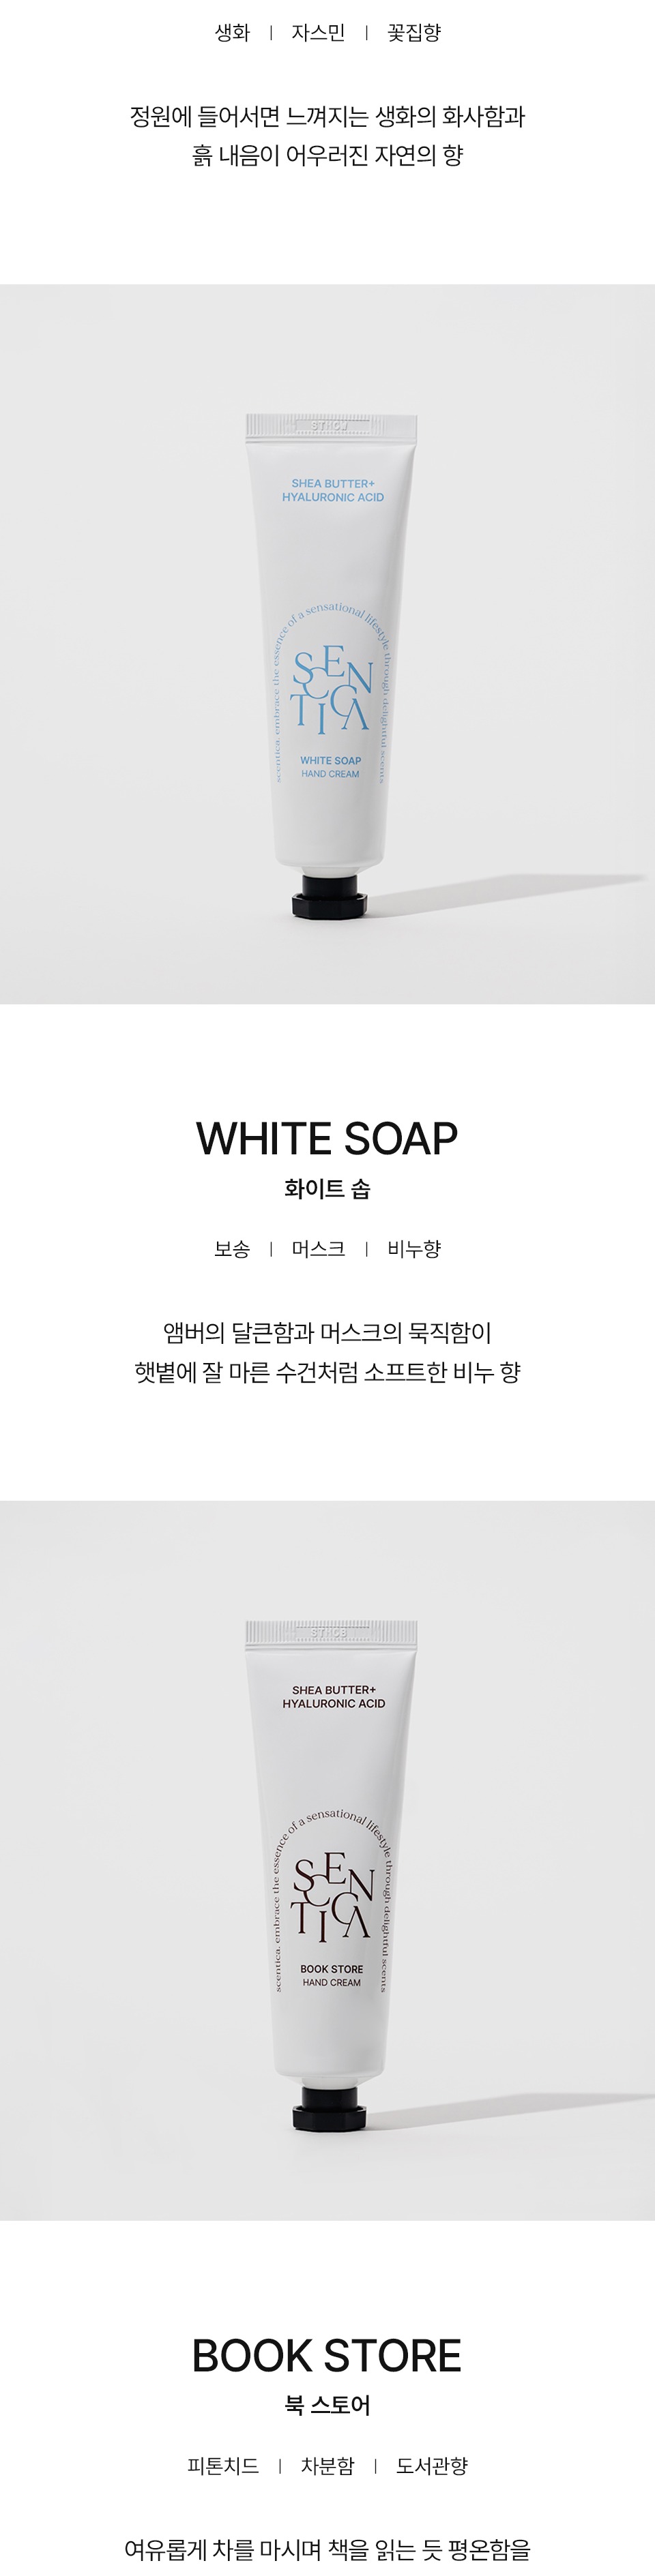 생화 | 자스민 | 꽃집향
정원에 들어서면 느껴지는 생화의 화사함과
흙 내음이 어우러진 자연의 향
STHCW
SHEA BUTTER+
HYALURONIC ACID
scentica. embrace the essence of a sensational lifestyle through delightful scents
SCENTICA
WHITE SOAP
HAND CREAM
WHITE SOAP
화이트 솝
보송 | 머스크 | 비누향
앰버의 달큰함과 머스크의 묵직함이
햇볕에 잘 마른 수건처럼 소프트한 비누 향
STHCB
SHEA BUTTER+
HYALURONIC ACID
scentica. embrace the essence of a sensational lifestyle through delightful scents
SCENTICA
BOOK STORE
HAND CREAM
BOOK STORE
북 스토어
피톤치드 | 차분함 | 도서관향
여유롭게 차를 마시며 책을 읽는 듯 평온함을